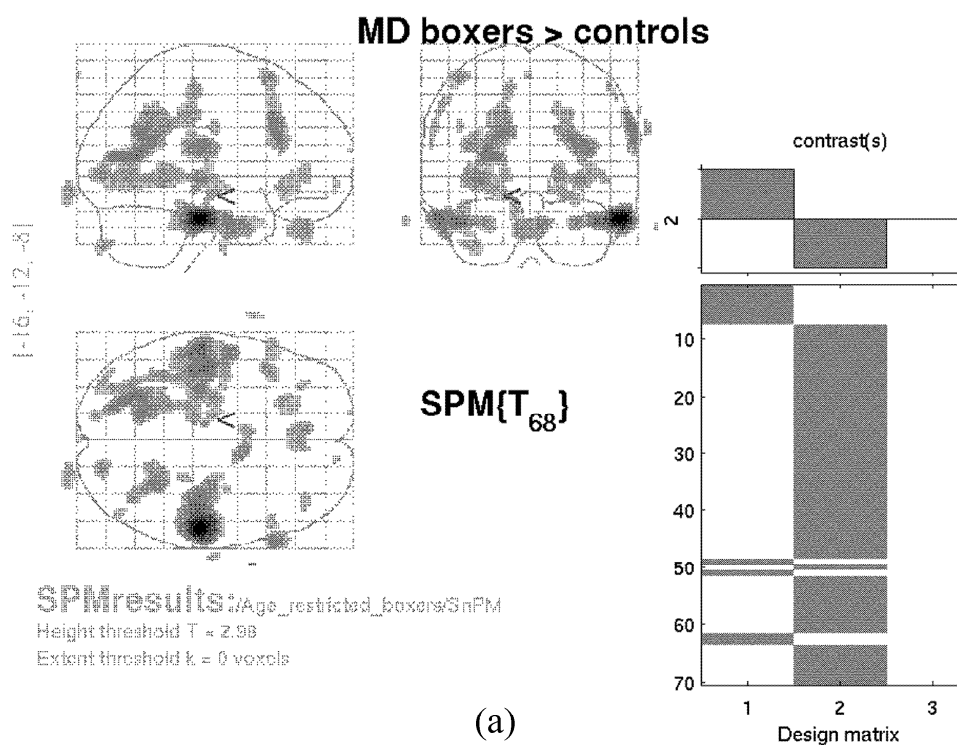 MD boxers > controls
contrast(s)
2
[-16, -12, -8]
<
<
<
SPM{T68}
10
20
30
40
50
60
70
1 2 3
Design matrix
SPMresults: ./Age_restricted_boxers/SnPM
Height threshold T = 2.98
Extent threshold k = 0 voxels
(a)